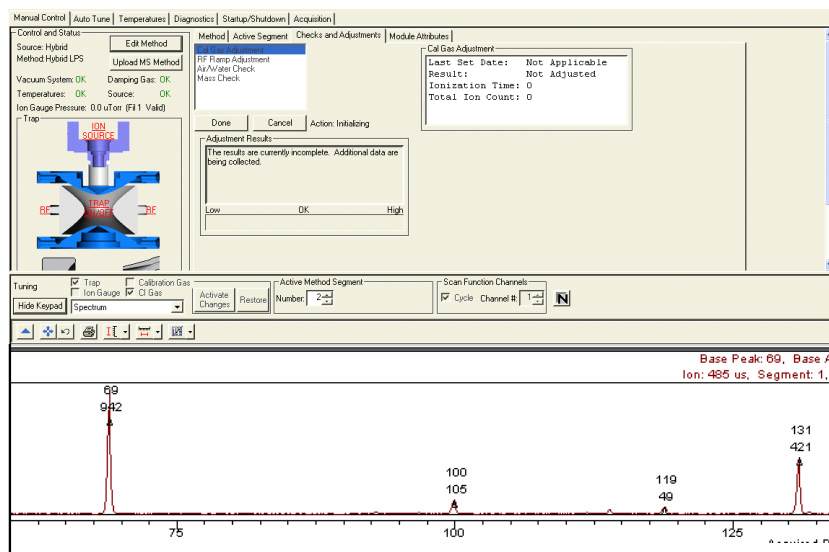 Manual Control Auto Tune Temperatures Diagnostics Startup/Shutdown Acquisition
Control and Status
Source: Hybrid
Edit Method
Method Hybrid LPS
Upload MS Method
Vacuum System: OK Damping Gas: OK
Temperatures: OK Source: OK
Ion Gauge Pressure: 0.0 uTorr (Fil 1 Valid)
Trap
ION
SOURCE
RF
TRAP
ON/OFF
RF
Method Active Segment Checks and Adjustments Module Attributes
Cal Gas Adjustment
RF Ramp Adjustment
Air/Water Check
Mass Check
Done Cancel Action: Initializing
Adjustment Results
The results are currently incomplete. Additional data are
being collected.
Low OK High
Cal Gas Adjustment
Last Set Date: Not Applicable
Result: Not Adjusted
Ionization Time: 0
Total Ion Count: 0
Tuning
Trap Calibration Gas
Ion Gauge CI Gas
Hide Keypad
Spectrum
Activate
Changes
Restore
Active Method Segment
Number: 2
Scan Function Channels
Cycle Channel #: 1
N
Base Peak: 69, Base A
Ion: 485 us, Segment: 1,
69
942
100
105
119
49
131
421
75 100 125